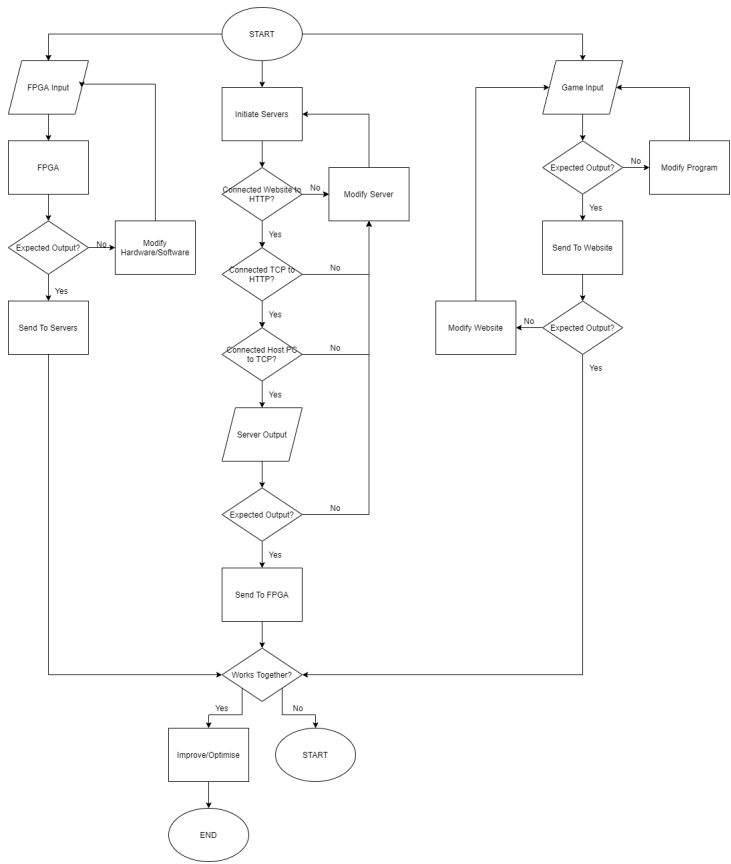 START
FPGA Input
Initiate Servers
Game Input
FPGA
Connected Website to
HTTP?
No
Modify Server
Expected Output?
No
Modify Program
Yes
Yes
Expected Output?
No
Modify
Hardware/Software
Connected TCP to
HTTP?
No
Send To Website
Yes
Send To Servers
Yes
Connected Host PC
to TCP?
No
Modify Website
No
Expected Output?
Yes
Yes
Server Output
Expected Output?
No
Yes
Send To FPGA
Works Together?
Yes
No
Improve/Optimise
START
END